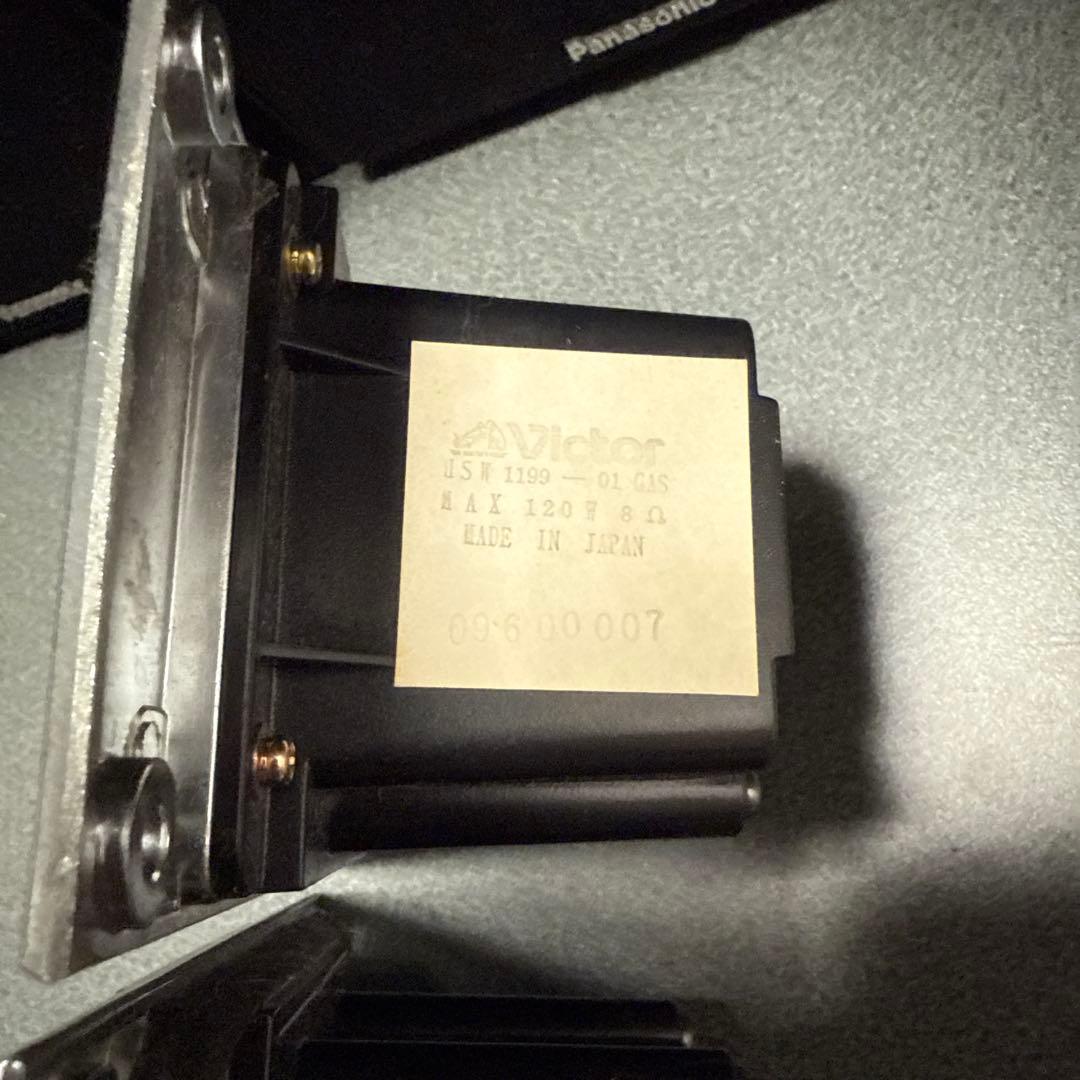 Panasonic
Victor
HSW 1199 — 01 GAS
MAX 120W 8Ω
MADE IN JAPAN
09600007